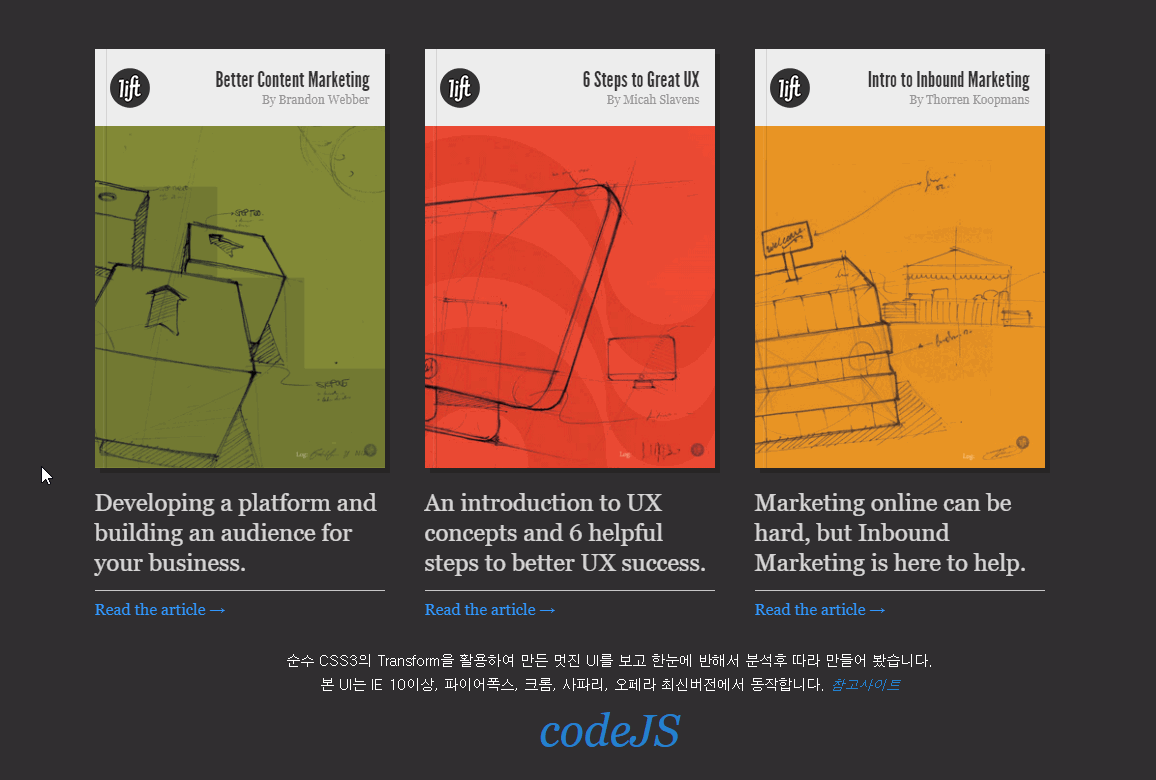 lift
Better Content Marketing
By Brandon Webber
lift
6 Steps to Great UX
By Micah Slavens
lift
Intro to Inbound Marketing
By Thorren Koopmans
Welcome
Developing a platform and
building an audience for
your business.
Read the article →
An introduction to UX
concepts and 6 helpful
steps to better UX success.
Read the article →
Marketing online can be
hard, but Inbound
Marketing is here to help.
Read the article →
순수 CSS3의 Transform을 활용하여 만든 멋진 UI를 보고 한눈에 반해서 분석후 따라 만들어 봤습니다.
본 UI는 IE 10이상, 파이어폭스, 크롬, 사파리, 오페라 최신버전에서 동작합니다. 참고사이트
codeJS